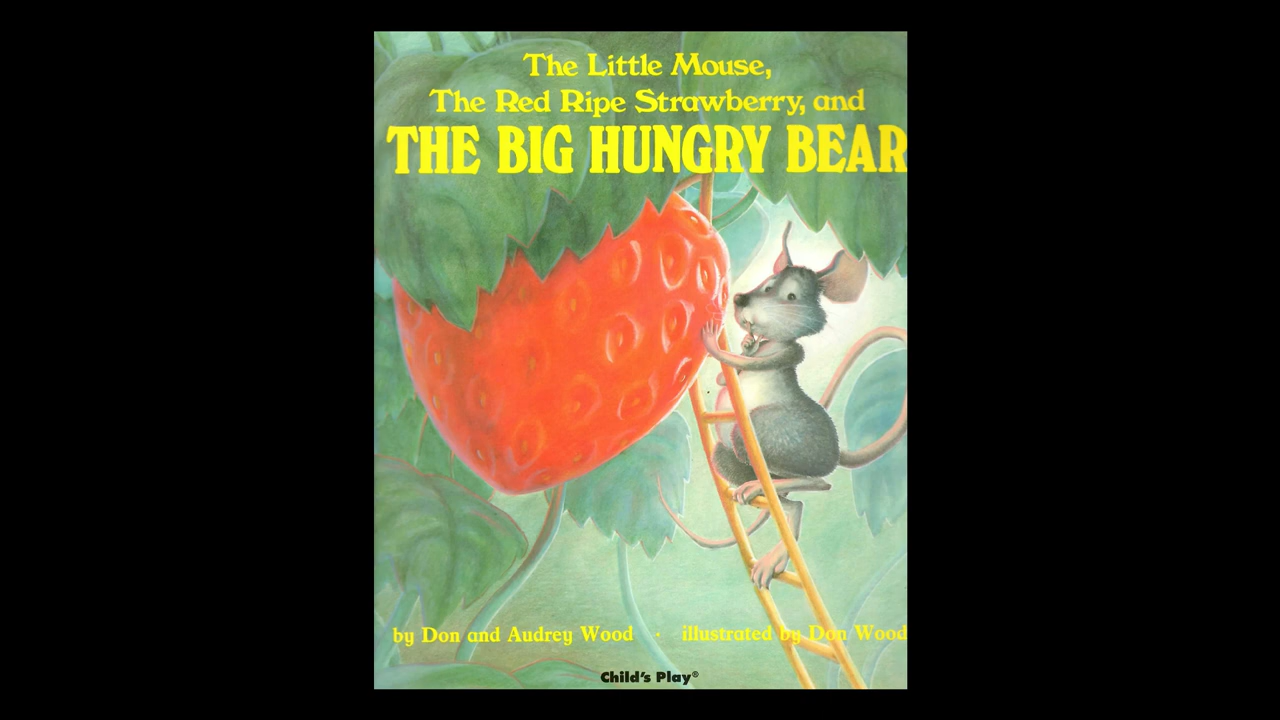 The Little Mouse,
The Red Ripe Strawberry, and
THE BIG HUNGRY BEAR
by Don and Audrey Wood · illustrated by Don Wood
Child's Play®